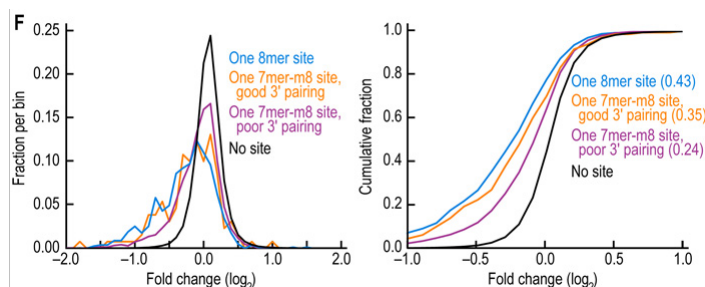 F
0.25
0.20
0.15
0.10
0.05
0.00
Fraction per bin
One 8mer site
One 7mer-m8 site,
good 3' pairing
One 7mer-m8 site,
poor 3' pairing
No site
−2.0 −1.0 0.0 1.0 2.0
Fold change (log2)
1.0
0.8
0.6
0.4
0.2
0.0
Cumulative fraction
One 8mer site (0.43)
One 7mer-m8 site,
good 3' pairing (0.35)
One 7mer-m8 site,
poor 3' pairing (0.24)
No site
−1.0 −0.5 0.0 0.5 1.0
Fold change (log2)